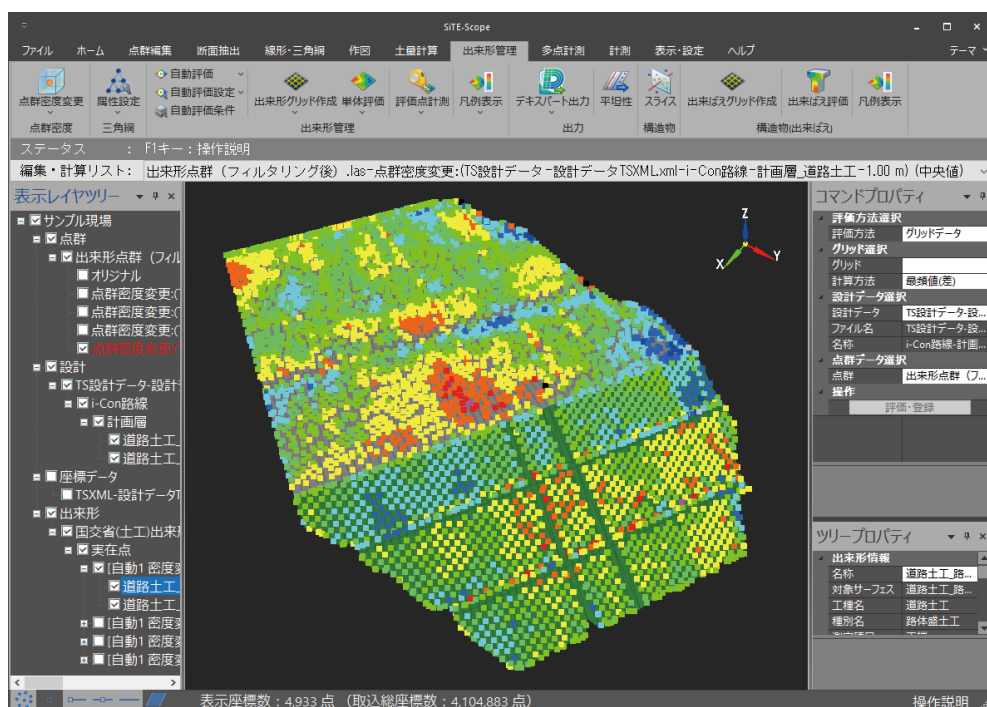 SiTE-Scope
ファイル ホーム 点群編集 断面抽出 線形・三角網 作図 土量計算 出来形管理 多点計測 計測 表示・設定 ヘルプ テーマ
点群密度変更 属性設定 自動評価 自動評価設定 自動評価条件 出来形グリッド作成 単体評価 評価点計測 凡例表示 デキスパート出力 平坦性 スライス 出来ばえグリッド作成 出来ばえ評価 凡例表示
点群密度 三角網 出来形管理 出力 構造物 構造物(出来ばえ)
ステータス : F1キー:操作説明
編集・計算リスト: 出来形点群(フィルタリング後).las-点群密度変更:(TS設計データ-設計データTSXML.xml-i-Con路線-計画層_道路土工-1.00 m) (中央値)
表示レイヤツリー
サンプル現場
点群
出来形点群(フィル
オリジナル
点群密度変更:(
点群密度変更:(
点群密度変更:(
点群密度変更:(
設計
TS設計データ-設計
i-Con路線
計画層
道路土工_
道路土工_
座標データ
TSXML-設計データT
出来形
国交省(土工)出来形
実在点
[自動1 密度変
道路土工_
道路土工_
[自動1 密度変
[自動1 密度変
[自動1 密度変
Z
X
Y
コマンドプロパティ
評価方法選択
評価方法 グリッドデータ
グリッド選択
グリッド
計算方法 最頻値(差)
設計データ選択
設計データ TS設計データ-設...
ファイル名 TS設計データ-設...
名称 i-Con路線-計画...
点群データ選択
点群 出来形点群(フ...
操作
評価・登録
ツリープロパティ
出来形情報
名称 道路土工_路...
対象サーフェス 道路土工_路...
工種名 道路土工
種別名 路体盛土工
表示座標数:4,933 点 (取込総座標数:4,104,883 点)
操作説明